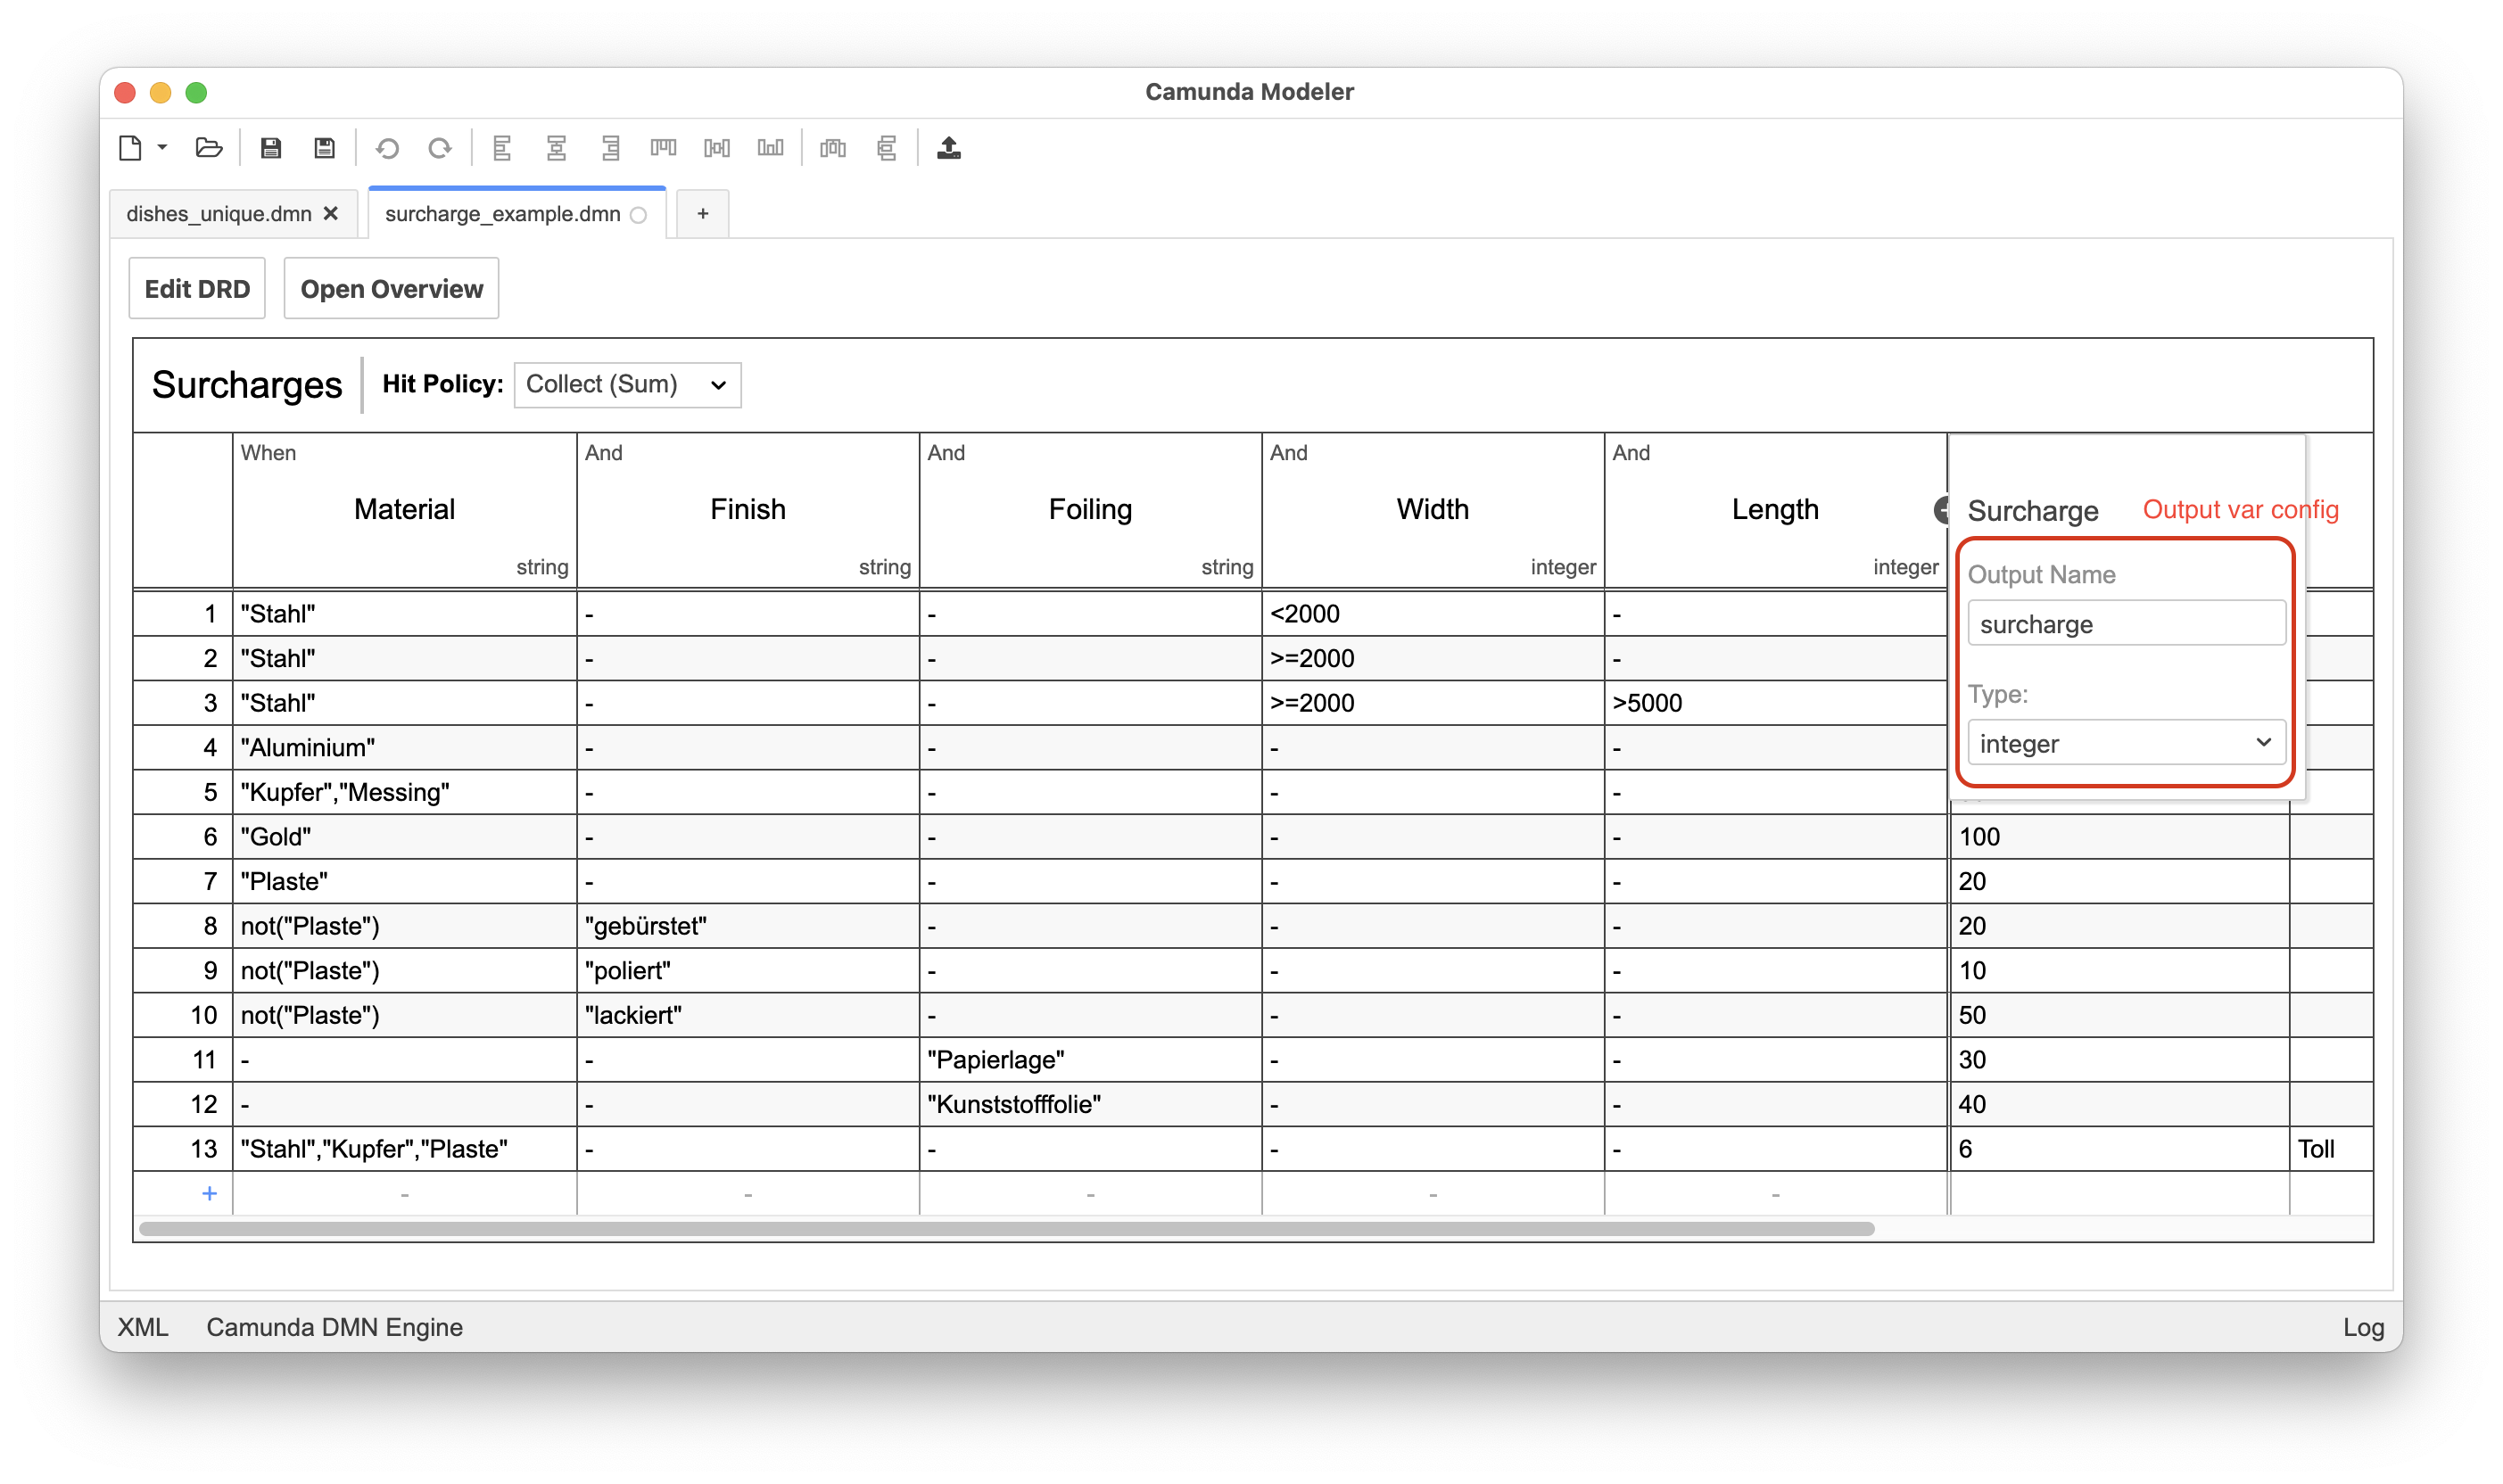 Camunda Modeler
dishes_unique.dmn
surcharge_example.dmn
+
Edit DRD Open Overview
Surcharges Hit Policy: Collect (Sum)
When And And And And
Material Finish Foiling Width Length Surcharge Output var config
string string string integer integer
Output Name
surcharge
Type:
integer
1 "Stahl" - - <2000 -
2 "Stahl" - - >=2000 -
3 "Stahl" - - >=2000 >5000
4 "Aluminium" - - - -
5 "Kupfer","Messing" - - - -
6 "Gold" - - - - 100
7 "Plaste" - - - - 20
8 not("Plaste") "gebürstet" - - - 20
9 not("Plaste") "poliert" - - - 10
10 not("Plaste") "lackiert" - - - 50
11 - - "Papierlage" - - 30
12 - - "Kunststofffolie" - - 40
13 "Stahl","Kupfer","Plaste" - - - - 6 Toll
+ - - - - -
XML Camunda DMN Engine Log